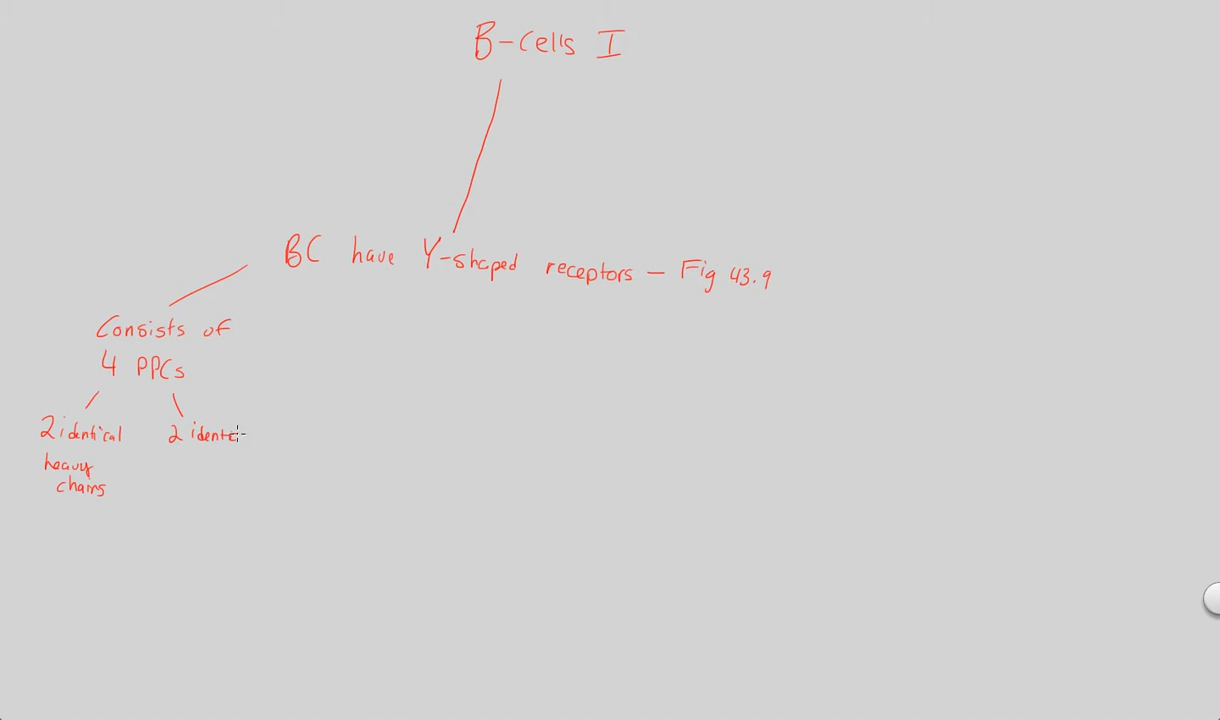 B-cells I
BC have Y-shaped receptors - Fig 43.9
Consists of
4 PPCs
2 identical
heavy
chains
2 identic